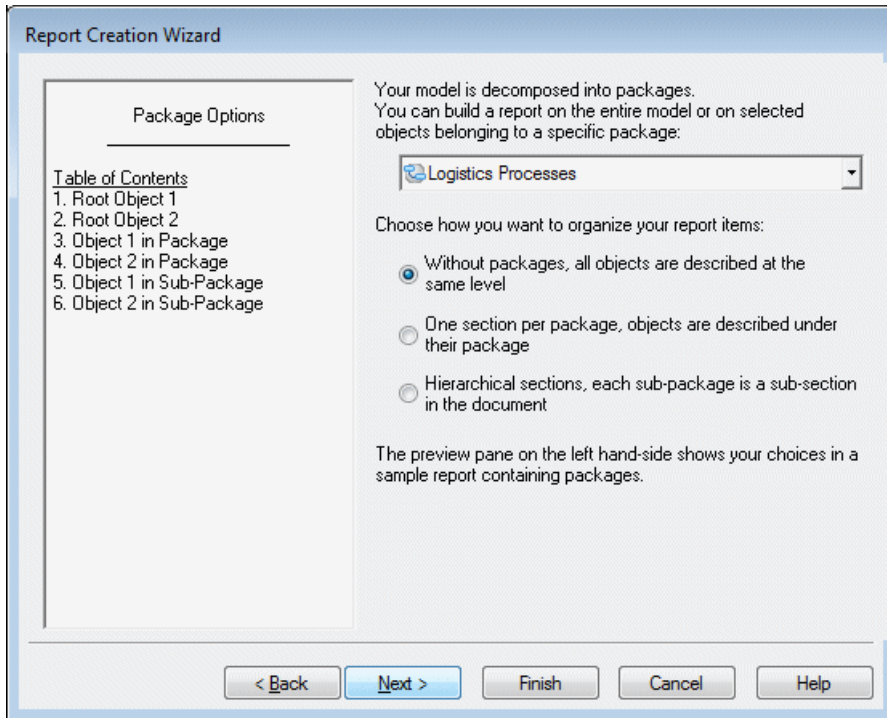 Report Creation Wizard
Package Options
Table of Contents
1. Root Object 1
2. Root Object 2
3. Object 1 in Package
4. Object 2 in Package
5. Object 1 in Sub-Package
6. Object 2 in Sub-Package
Your model is decomposed into packages.
You can build a report on the entire model or on selected
objects belonging to a specific package:
Logistics Processes
Choose how you want to organize your report items:
Without packages, all objects are described at the
same level
One section per package, objects are described under
their package
Hierarchical sections, each sub-package is a sub-section
in the document
The preview pane on the left hand-side shows your choices in a
sample report containing packages.
< Back
Next >
Finish
Cancel
Help